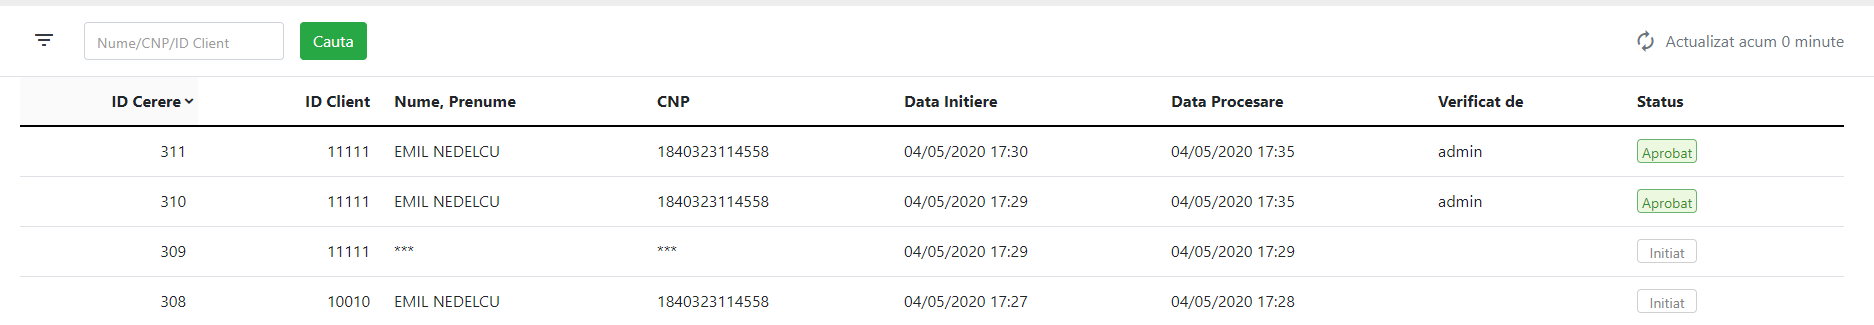 Nume/CNP/ID Client Cauta Actualizat acum 0 minute
ID Cerere ID Client Nume, Prenume CNP Data Initiere Data Procesare Verificat de Status
311 11111 EMIL NEDELCU 1840323114558 04/05/2020 17:30 04/05/2020 17:35 admin Aprobat
310 11111 EMIL NEDELCU 1840323114558 04/05/2020 17:29 04/05/2020 17:35 admin Aprobat
309 11111 *** *** 04/05/2020 17:29 04/05/2020 17:29 Initiat
308 10010 EMIL NEDELCU 1840323114558 04/05/2020 17:27 04/05/2020 17:28 Initiat